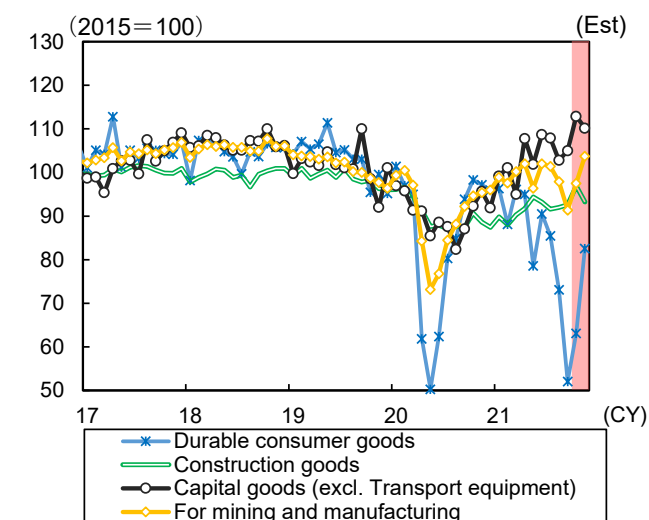 (2015＝100)
(Est)
130
120
110
100
90
80
70
60
50
17 18 19 20 21 (CY)
Durable consumer goods
Construction goods
Capital goods (excl. Transport equipment)
For mining and manufacturing